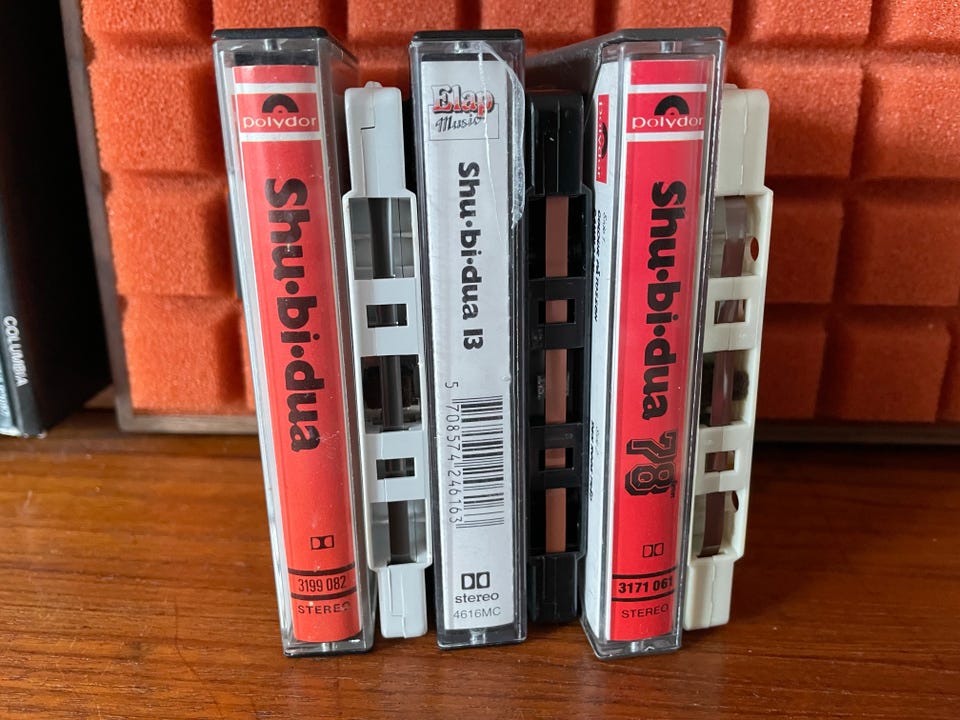 COLUMBIA
polydor
Shu·bi·dua
3199 082
STEREO
Elap
Music
Shu·bi·dua 13
5 708574 246163
stereo
4616MC
polydor
Shu·bi·dua 78
3171 061
STEREO